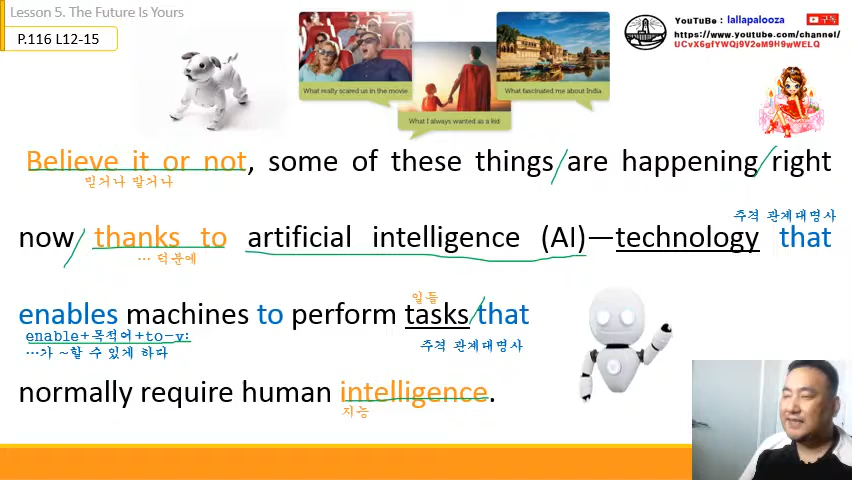 Lesson 5. The Future Is Yours
P.116 L12-15
What really scared us in the movie
What I always wanted as a kid
What fascinated me about India
YouTuBe : lallapalooza
구독
https://www.youtube.com/channel/
UCvX6gfYWQj9V2eM9H9wWELQ
Believe it or not, some of these things are happening right
믿거나 말거나
주격 관계대명사
now thanks to artificial intelligence (AI)—technology that
... 덕분에
일들
enables machines to perform tasks that
enable+목적어+to-v:
...가 ~할 수 있게 하다
주격 관계대명사
normally require human intelligence.
지능